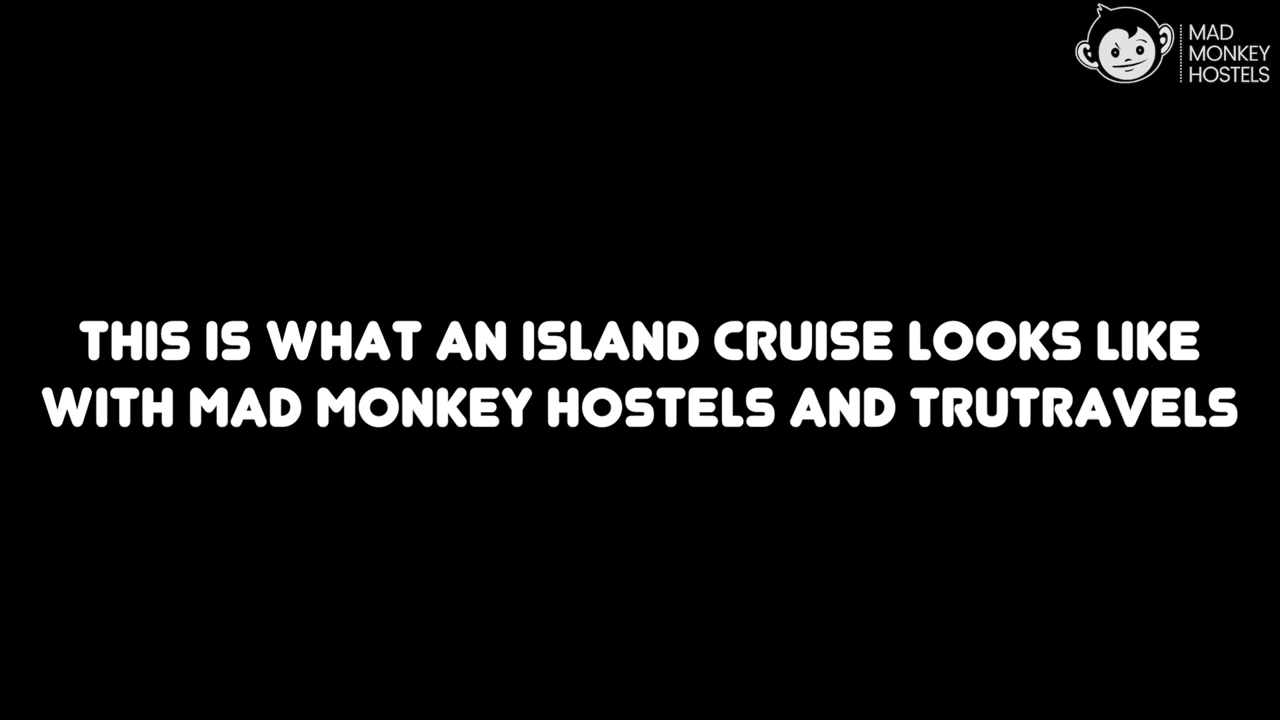 MAD
MONKEY
HOSTELS
THIS IS WHAT AN ISLAND CRUISE LOOKS LIKE
WITH MAD MONKEY HOSTELS AND TRUTRAVELS